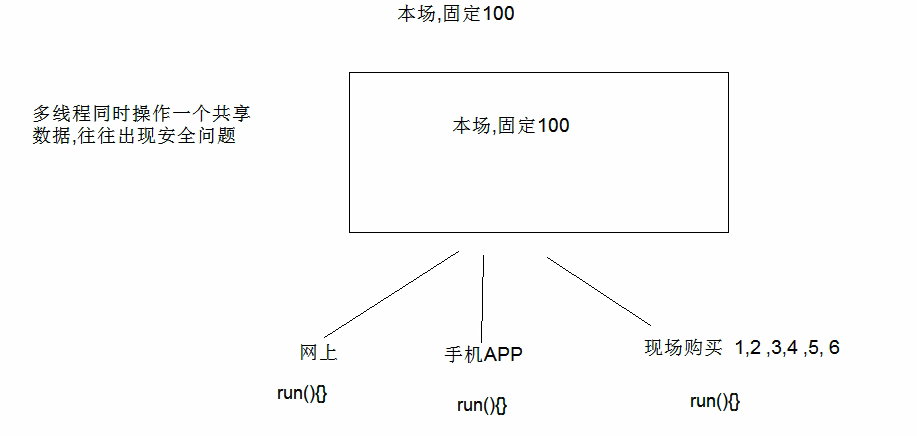 本场,固定100
多线程同时操作一个共享
数据,往往出现安全问题
本场,固定100
网上
手机APP
现场购买 1,2 ,3,4 ,5, 6
run(){}
run(){}
run(){}